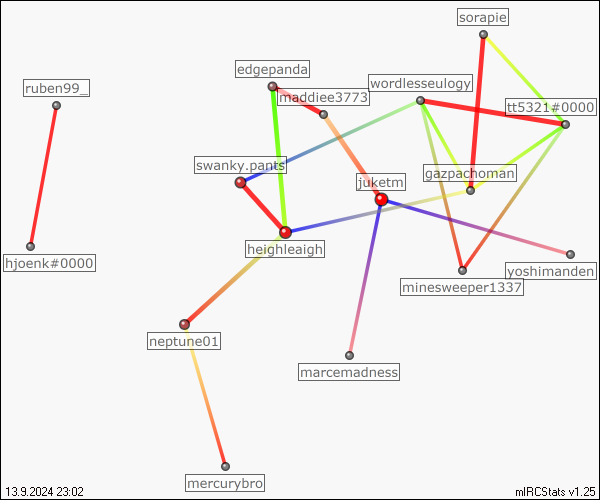 sorapie
edgepanda
wordlesseulogy
ruben99_
maddiee3773
tt5321#0000
swanky.pants
gazpachoman
juketm
heighleaigh
hjoenk#0000
yoshimanden
minesweeper1337
neptune01
marcemadness
mercurybro
13.9.2024 23:02
mIRCStats v1.25